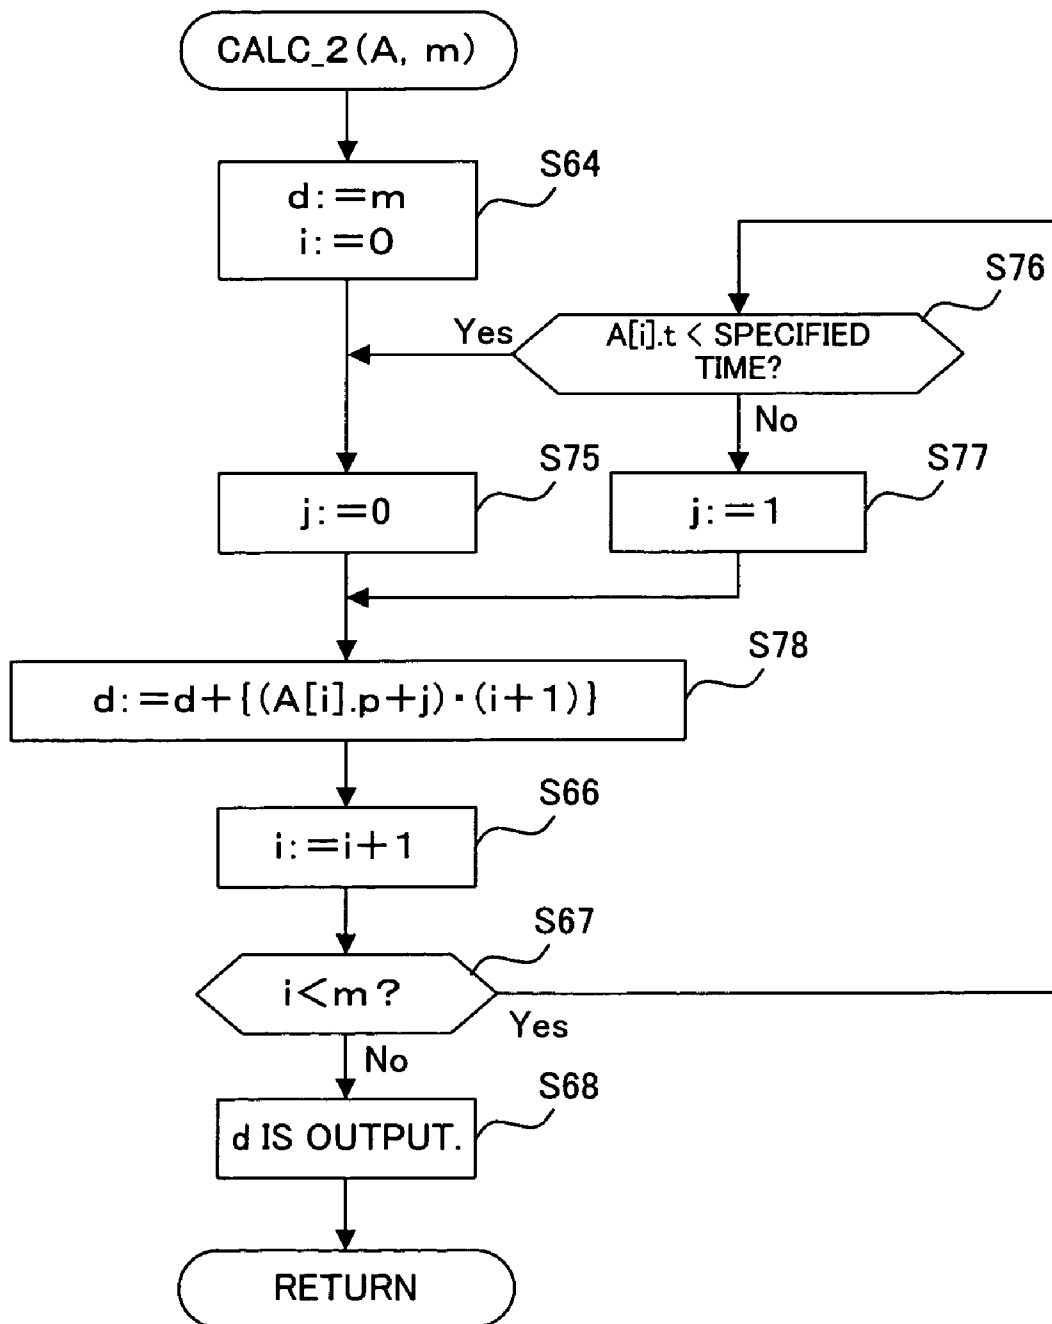 CALC_2(A, m)
S64
d:=m
i:=0
S76
A[i].t < SPECIFIED
TIME?
Yes
No
S75
j:=0
S77
j:=1
S78
d:=d+{(A[i].p+j)·(i+1)}
S66
i:=i+1
S67
i<m?
Yes
No
S68
d IS OUTPUT.
RETURN